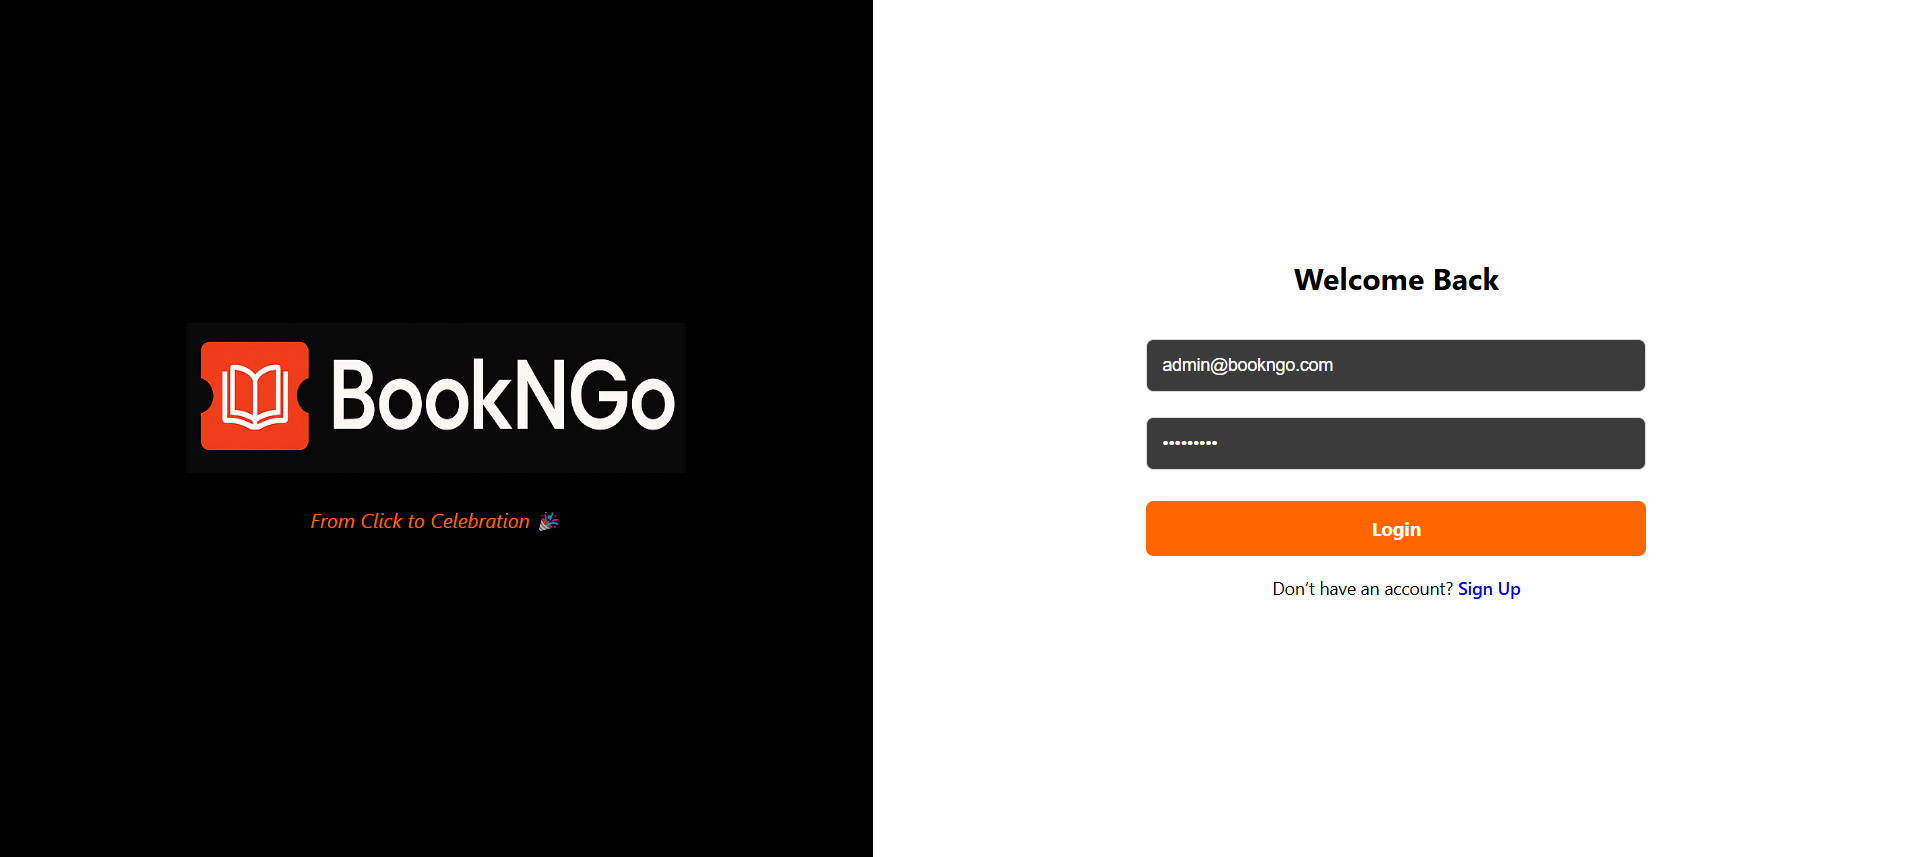 BookNGo
From Click to Celebration 🎉
Welcome Back
admin@bookngo.com
•••••••••
Login
Don’t have an account? Sign Up